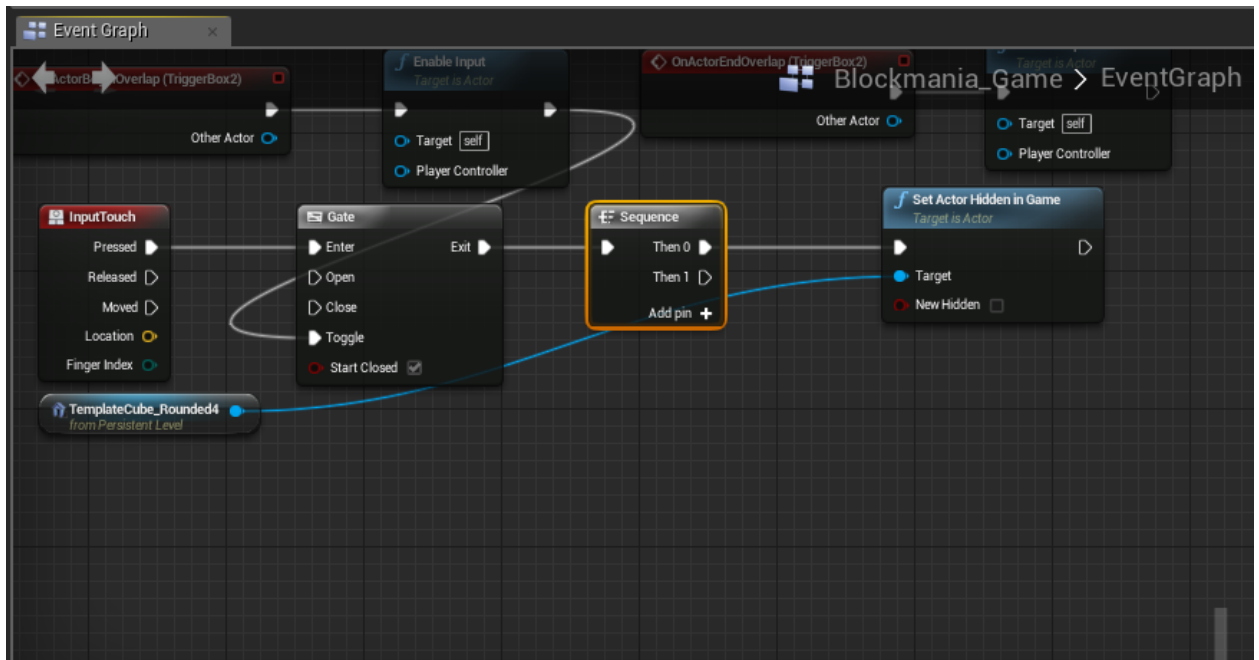 Event Graph
ActorB Overlap (TriggerBox2)
Other Actor
Enable Input
Target is Actor
Target self
Player Controller
OnActorEndOverlap (TriggerBox2)
Other Actor
Target is Actor
Target self
Player Controller
Blockmania_Game > EventGraph
InputTouch
Pressed
Released
Moved
Location
Finger Index
Gate
Enter Exit
Open
Close
Toggle
Start Closed
Sequence
Then 0
Then 1
Add pin +
Set Actor Hidden in Game
Target is Actor
Target
New Hidden
TemplateCube_Rounded4
from Persistent Level